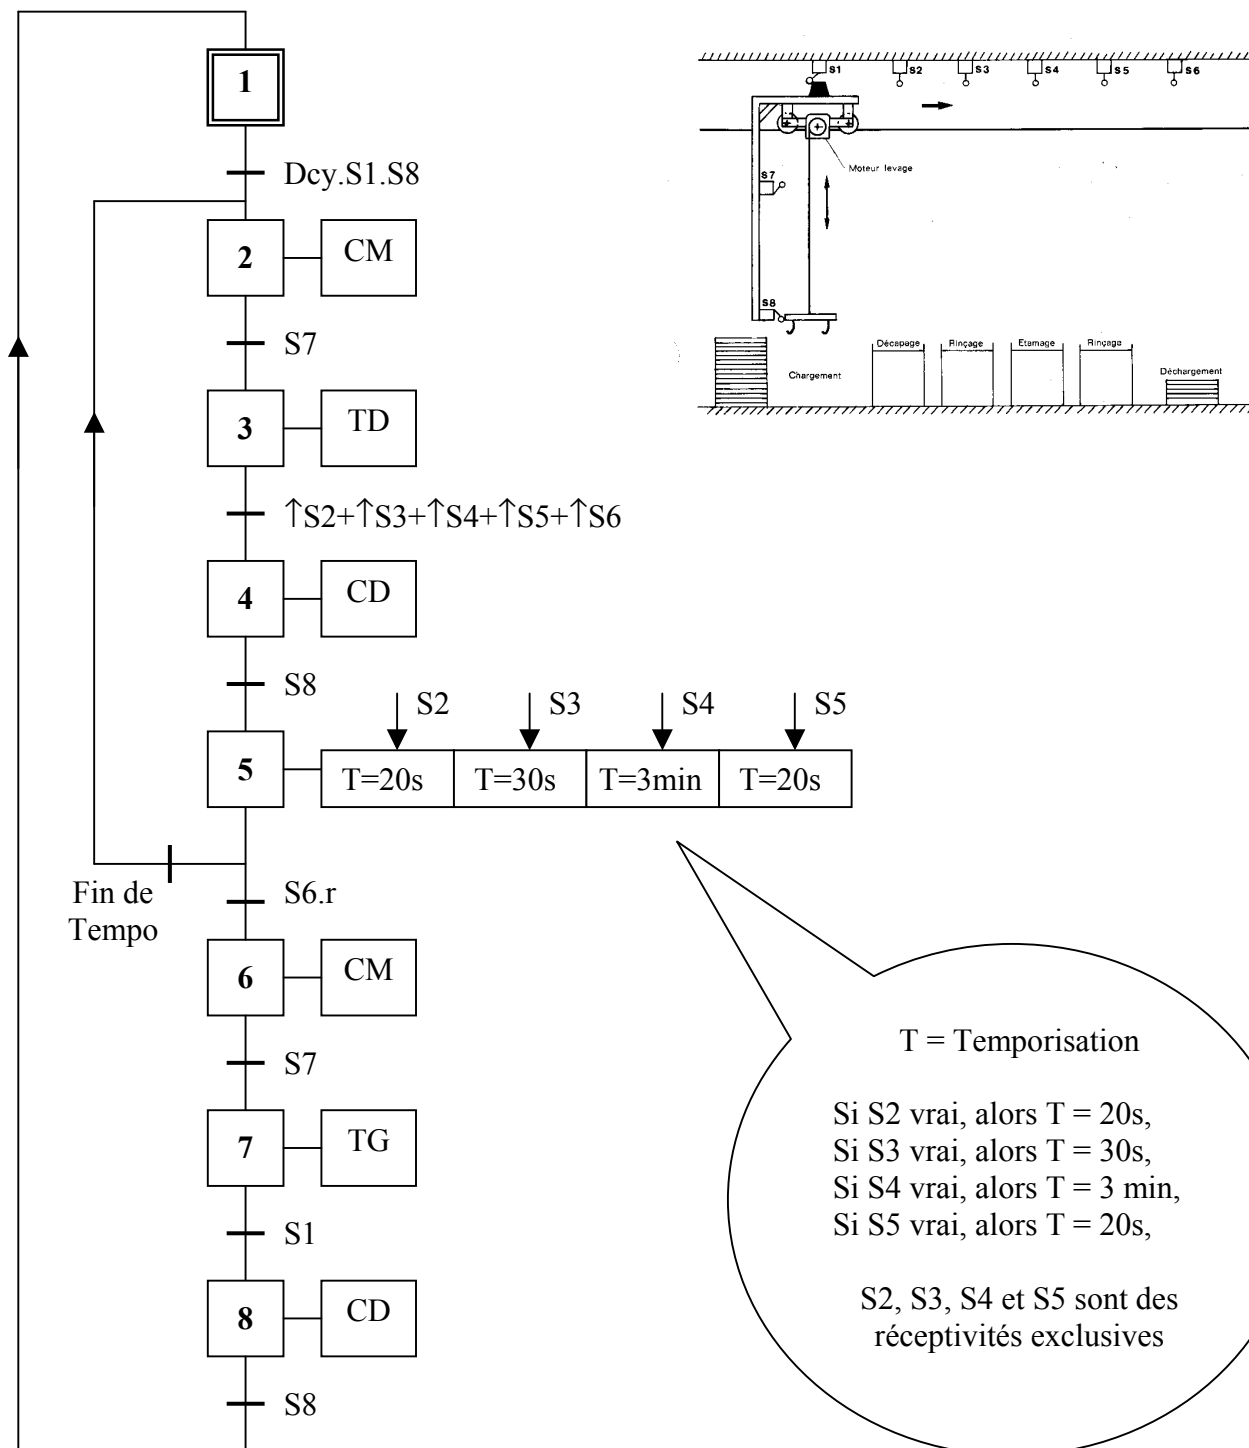 1
Dcy.S1.S8
2 CM
S7
3 TD
↑S2+↑S3+↑S4+↑S5+↑S6
4 CD
S8
S2 S3 S4 S5
5 T=20s T=30s T=3min T=20s
Fin de
Tempo
S6.r
6 CM
S7
7 TG
S1
8 CD
S8
S1 S2 S3 S4 S5 S6
Moteur levage
S7
S8
Décapage Rinçage Etamage Rinçage
Chargement
Déchargement
T = Temporisation
Si S2 vrai, alors T = 20s,
Si S3 vrai, alors T = 30s,
Si S4 vrai, alors T = 3 min,
Si S5 vrai, alors T = 20s,
S2, S3, S4 et S5 sont des
réceptivités exclusives